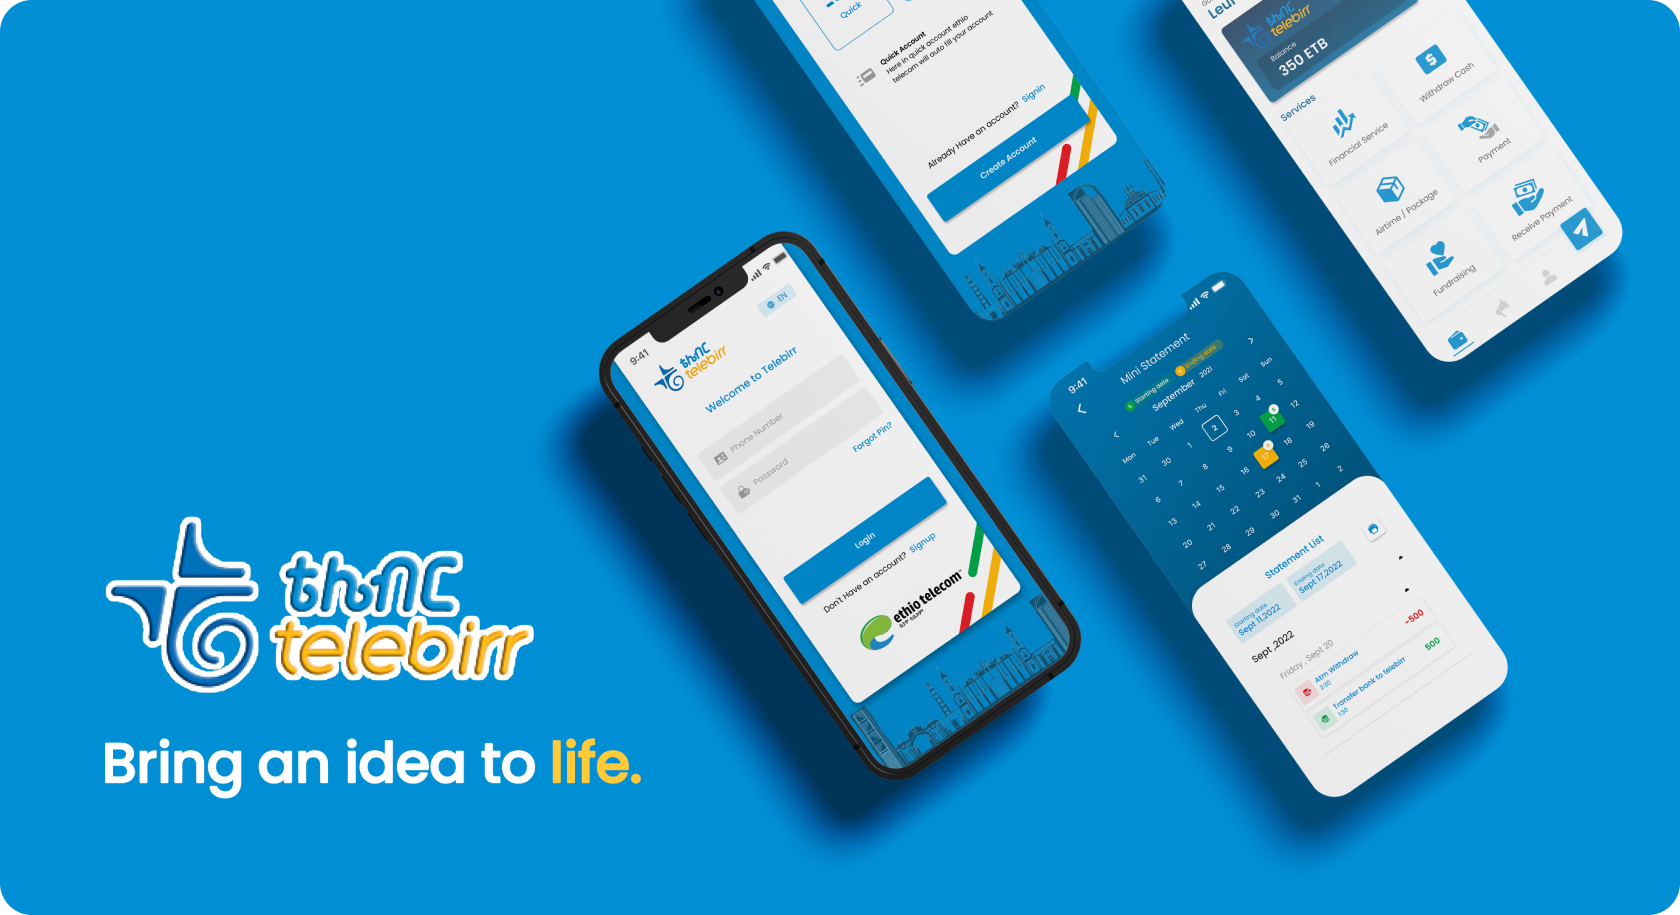 ቴሌብር
telebirr
Bring an idea to life.
9:41
EN
ቴሌብር
telebirr
Welcome to Telebirr
Phone Number
Password
Forgot Pin?
Login
Don't Have an account? Signup
ethio telecom
ኢትዮ ቴሌኮም
Quick
Quick Account
Here in quick account ethio
telecom will auto fill your account
Already Have an account? Signin
Create Account
ቴሌብር
telebirr
Balance
350 ETB
Services
Financial Service
Withdraw Cash
Airtime / Package
Payment
Fundraising
Receive Payment
9:41
Mini Statement
Starting date
Ending date
September 2021
Mon Tue Wed Thu Fri Sat Sun
31 30 1 2 3 4 5
6 7 8 9 10 11 12
13 14 15 16 17 18 19
20 21 22 23 24 25 26
27 28 29 30 31 1 2
Statement List
Starting date
Sept 11,2022
Ending date
Sept 17,2022
Sept ,2022
Friday , Sept 20
Atm Withdraw
2:30
-500
Transfer bank to telebirr
1:30
500